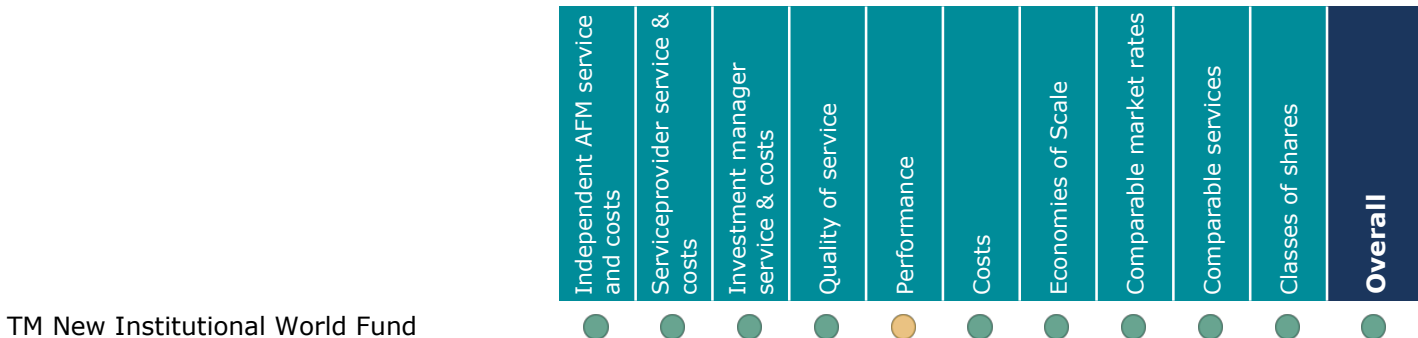 Independent AFM service
and costs
Serviceprovider service &
costs
Investment manager
service & costs
Quality of service
Performance
Costs
Economies of Scale
Comparable market rates
Comparable services
Classes of shares
Overall
TM New Institutional World Fund